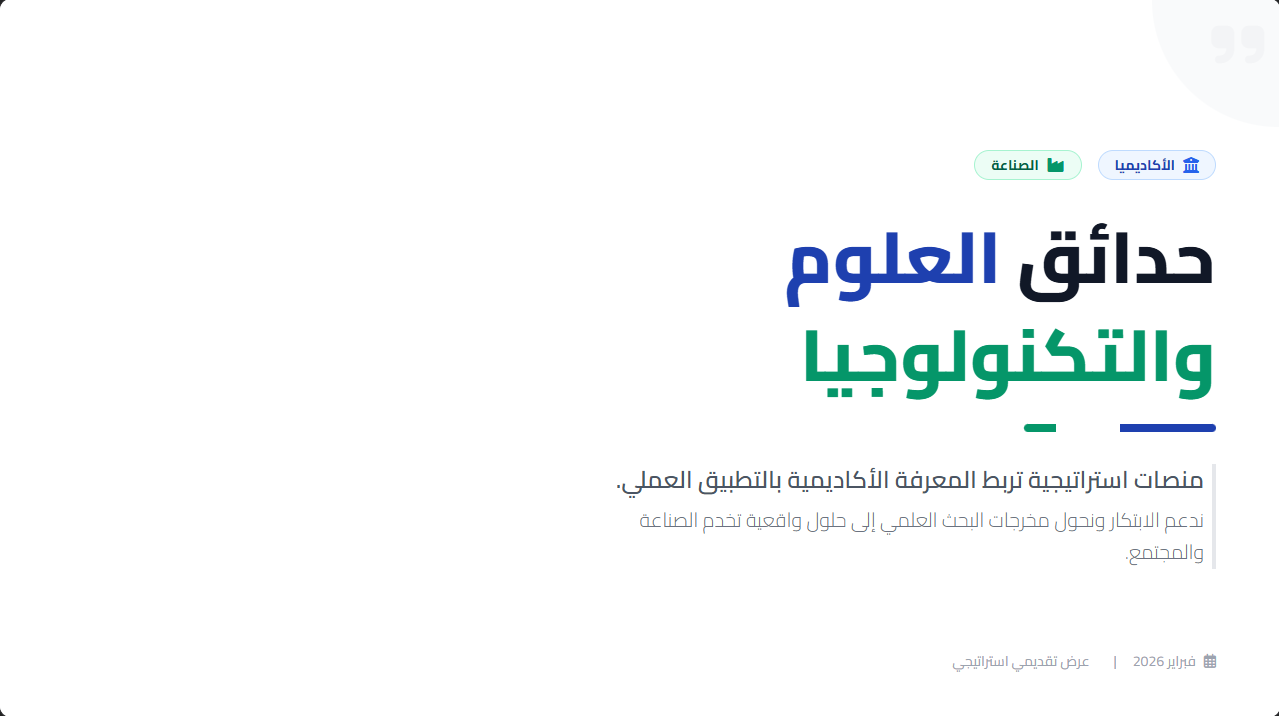 الأكاديميا
الصناعة
حدائق العلوم
والتكنولوجيا
منصات استراتيجية تربط المعرفة الأكاديمية بالتطبيق العملي.
ندعم الابتكار ونحول مخرجات البحث العلمي إلى حلول واقعية تخدم الصناعة
والمجتمع.
فبراير 2026 | عرض تقديمي استراتيجي